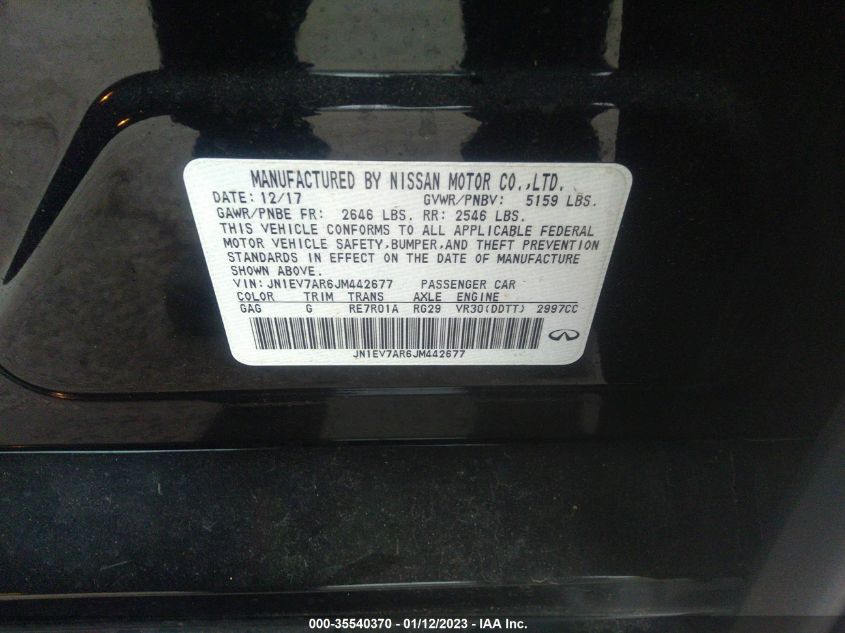 MANUFACTURED BY NISSAN MOTOR CO.,LTD.
DATE: 12/17 GVWR/PNBV: 5159 LBS.
GAWR/PNBE FR: 2646 LBS. RR: 2546 LBS.
THIS VEHICLE CONFORMS TO ALL APPLICABLE FEDERAL
MOTOR VEHICLE SAFETY,BUMPER,AND THEFT PREVENTION
STANDARDS IN EFFECT ON THE DATE OF MANUFACTURE
SHOWN ABOVE.
VIN: JN1EV7AR6JM442677 PASSENGER CAR
COLOR TRIM TRANS AXLE ENGINE
GAG G RE7R01A RG29 VR30(DDTT) 2997CC
JN1EV7AR6JM442677
000-35540370 - 01/12/2023 - IAA Inc.